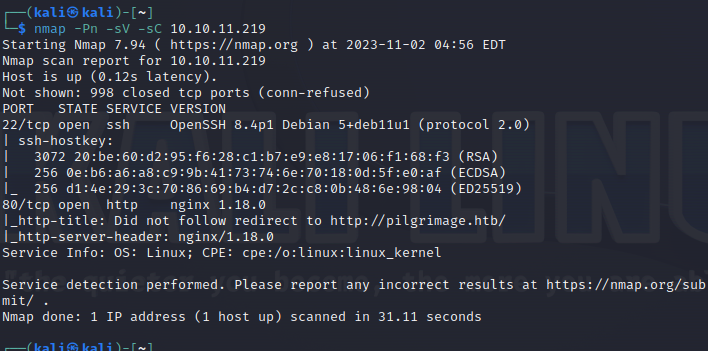 ┌──(kali㉿kali)-[~]
└─$ nmap -Pn -sV -sC 10.10.11.219
Starting Nmap 7.94 ( https://nmap.org ) at 2023-11-02 04:56 EDT
Nmap scan report for 10.10.11.219
Host is up (0.12s latency).
Not shown: 998 closed tcp ports (conn-refused)
PORT   STATE SERVICE VERSION
22/tcp open  ssh     OpenSSH 8.4p1 Debian 5+deb11u1 (protocol 2.0)
| ssh-hostkey:
|   3072 20:be:60:d2:95:f6:28:c1:b7:e9:e8:17:06:f1:68:f3 (RSA)
|   256 0e:b6:a6:a8:c9:9b:41:73:74:6e:70:18:0d:5f:e0:af (ECDSA)
|_  256 d1:4e:29:3c:70:86:69:b4:d7:2c:c8:0b:48:6e:98:04 (ED25519)
80/tcp open  http    nginx 1.18.0
|_http-title: Did not follow redirect to http://pilgrimage.htb/
|_http-server-header: nginx/1.18.0
Service Info: OS: Linux; CPE: cpe:/o:linux:linux_kernel

Service detection performed. Please report any incorrect results at https://nmap.org/sub
mit/ .
Nmap done: 1 IP address (1 host up) scanned in 31.11 seconds

┌──(kali㉿kali)-[~]